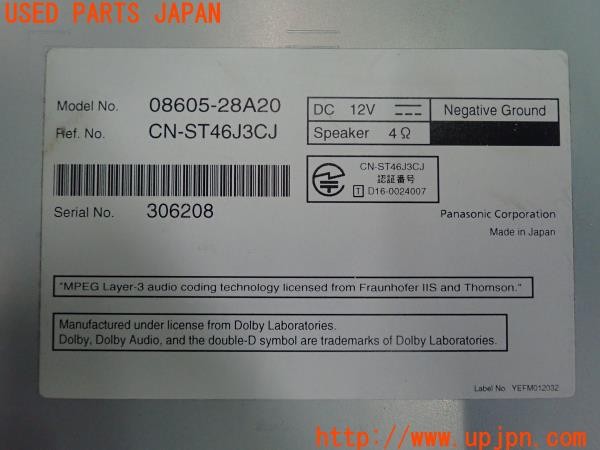 USED PARTS JAPAN
Model No. 08605-28A20
Ref. No. CN-ST46J3CJ
DC 12V
Negative Ground
Speaker 4 Ω
CN-ST46J3CJ
認証番号
T D16-0024007
Serial No. 306208
Panasonic Corporation
Made in Japan
"MPEG Layer-3 audio coding technology licensed from Fraunhofer IIS and Thomson."
Manufactured under license from Dolby Laboratories.
Dolby, Dolby Audio, and the double-D symbol are trademarks of Dolby Laboratories.
Label No. YEFM012032
http://www.upjpn.com/